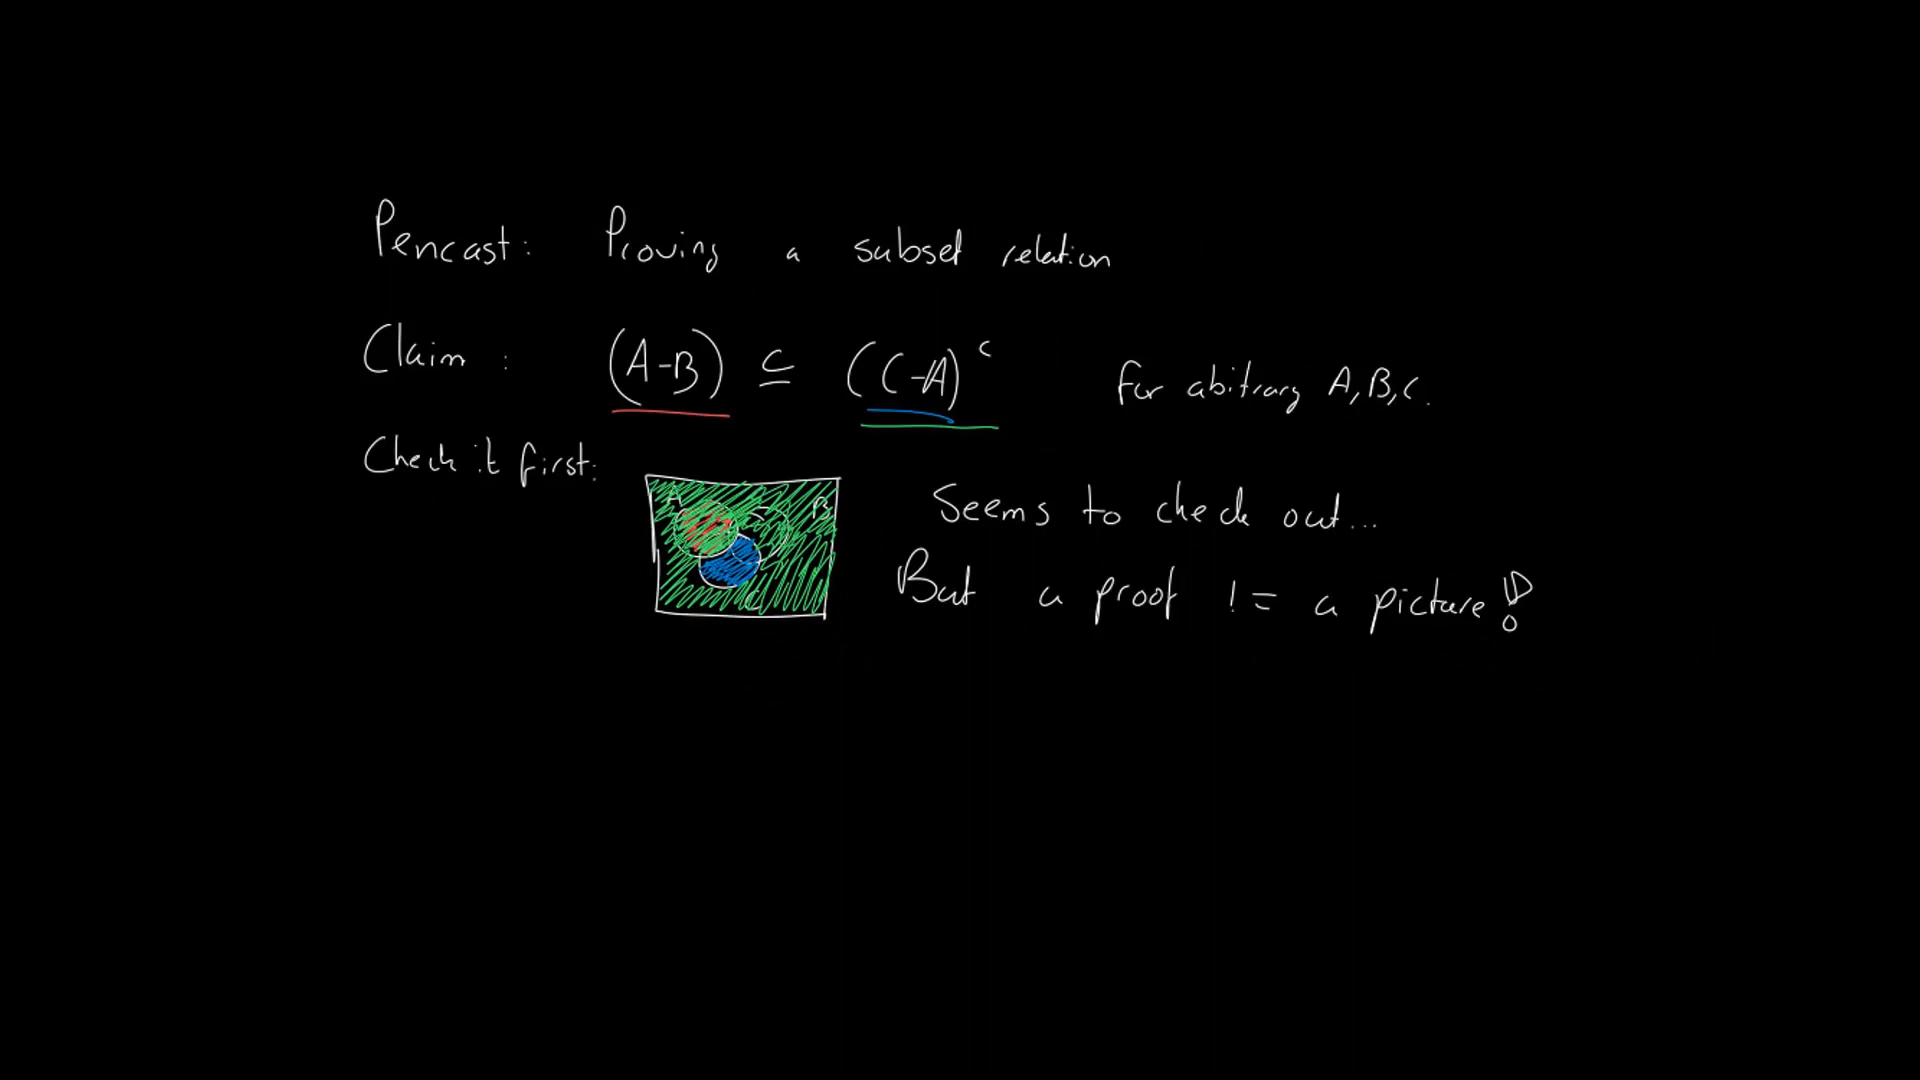 Pencast: Proving a subset relation
Claim: (A-B) ⊆ (C-A)ᶜ for abitrary A,B,C.
Check it first:
A B
C
Seems to check out...
But a proof != a picture!